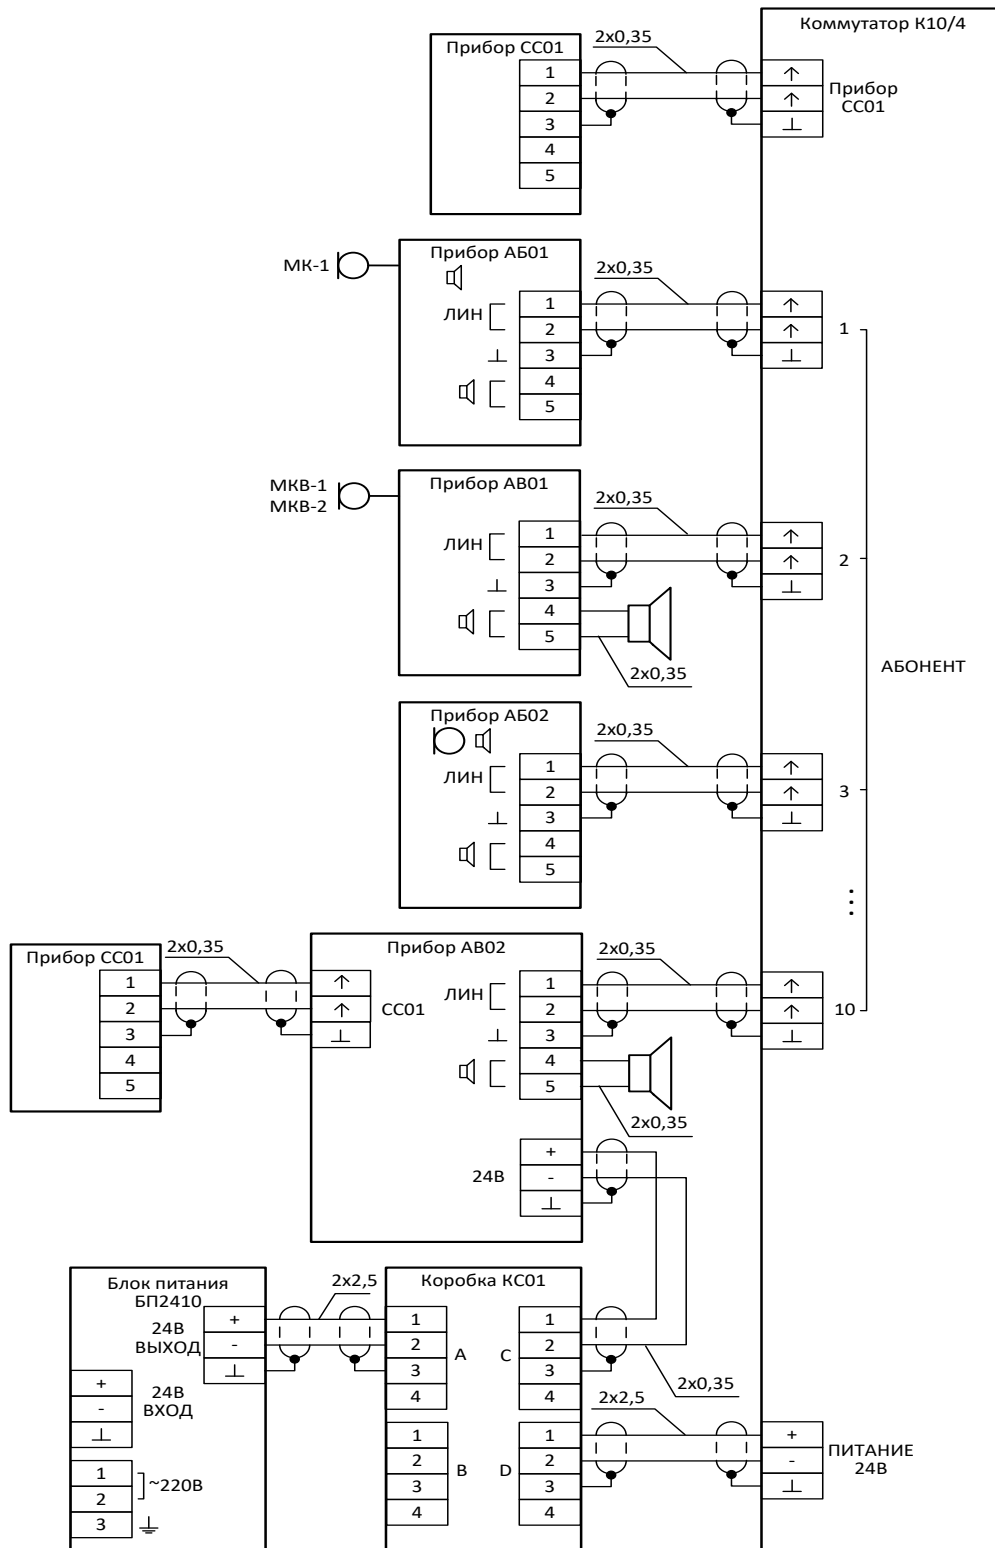 Коммутатор К10/4
Прибор СС01
2х0,35
1
2
3
4
5
Прибор
СС01
Прибор АБ01
МК-1
2х0,35
ЛИН
1
2
3
4
5
1
Прибор АВ01
МКВ-1
МКВ-2
2х0,35
ЛИН
1
2
3
4
5
2х0,35
2
АБОНЕНТ
Прибор АБ02
2х0,35
ЛИН
1
2
3
4
5
3
Прибор СС01
2х0,35
1
2
3
4
5
Прибор АВ02
СС01
ЛИН
1
2
3
4
5
2х0,35
2х0,35
10
24В
+
-
Блок питания
БП2410
24В
ВЫХОД
+
-
2х2,5
+
-
24В
ВХОД
1
2
3
~220В
Коробка КС01
1
2
3
4
A
1
2
3
4
B
1
2
3
4
C
1
2
3
4
D
2х0,35
2х2,5
+
-
ПИТАНИЕ
24В